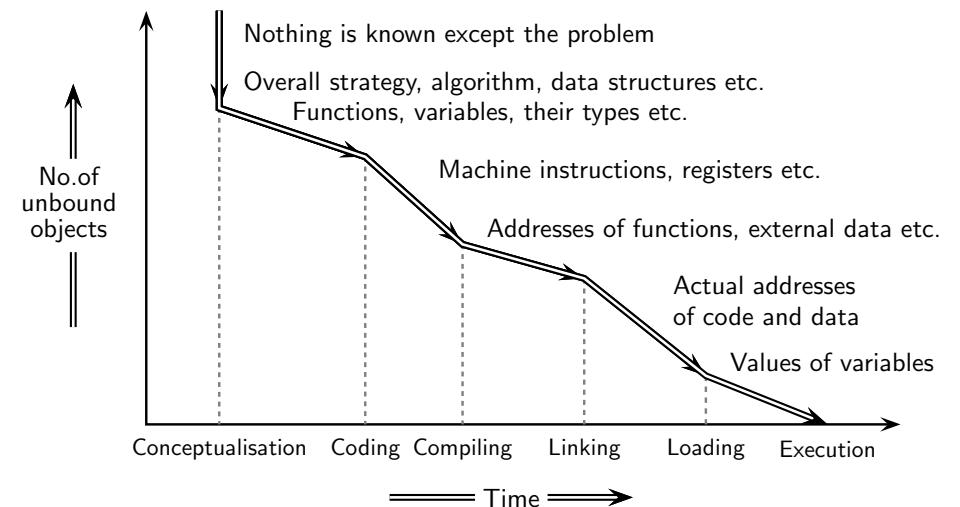 Nothing is known except the problem
Overall strategy, algorithm, data structures etc.
Functions, variables, their types etc.
Machine instructions, registers etc.
No.of
unbound
objects
Addresses of functions, external data etc.
Actual addresses
of code and data
Values of variables
Conceptualisation Coding Compiling Linking Loading Execution
Time